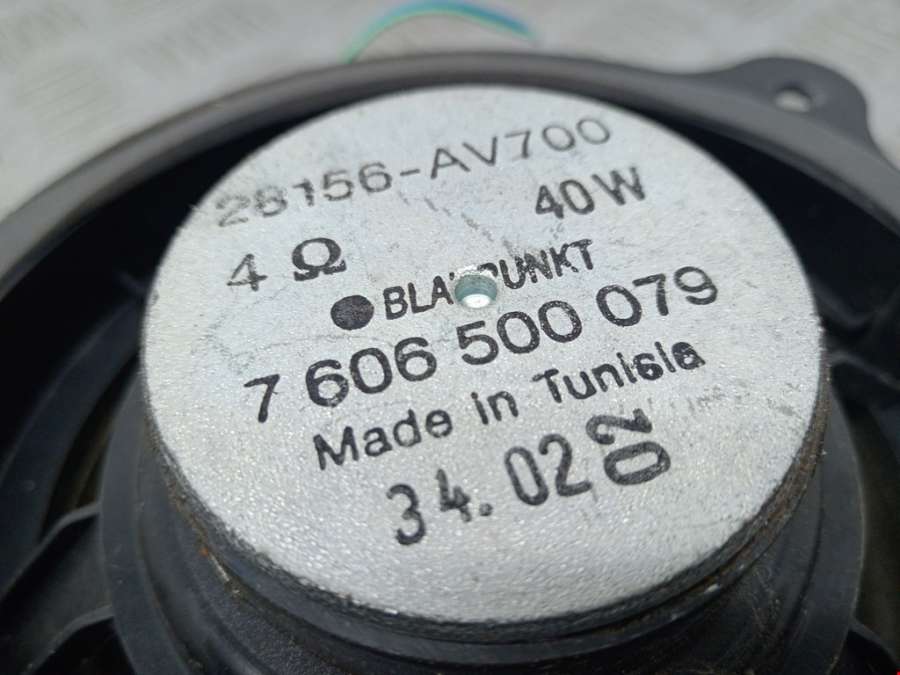 28156-AV700
4 Ω 40W
BLAUPUNKT
7 606 500 079
Made in Tunisia
34.02 02